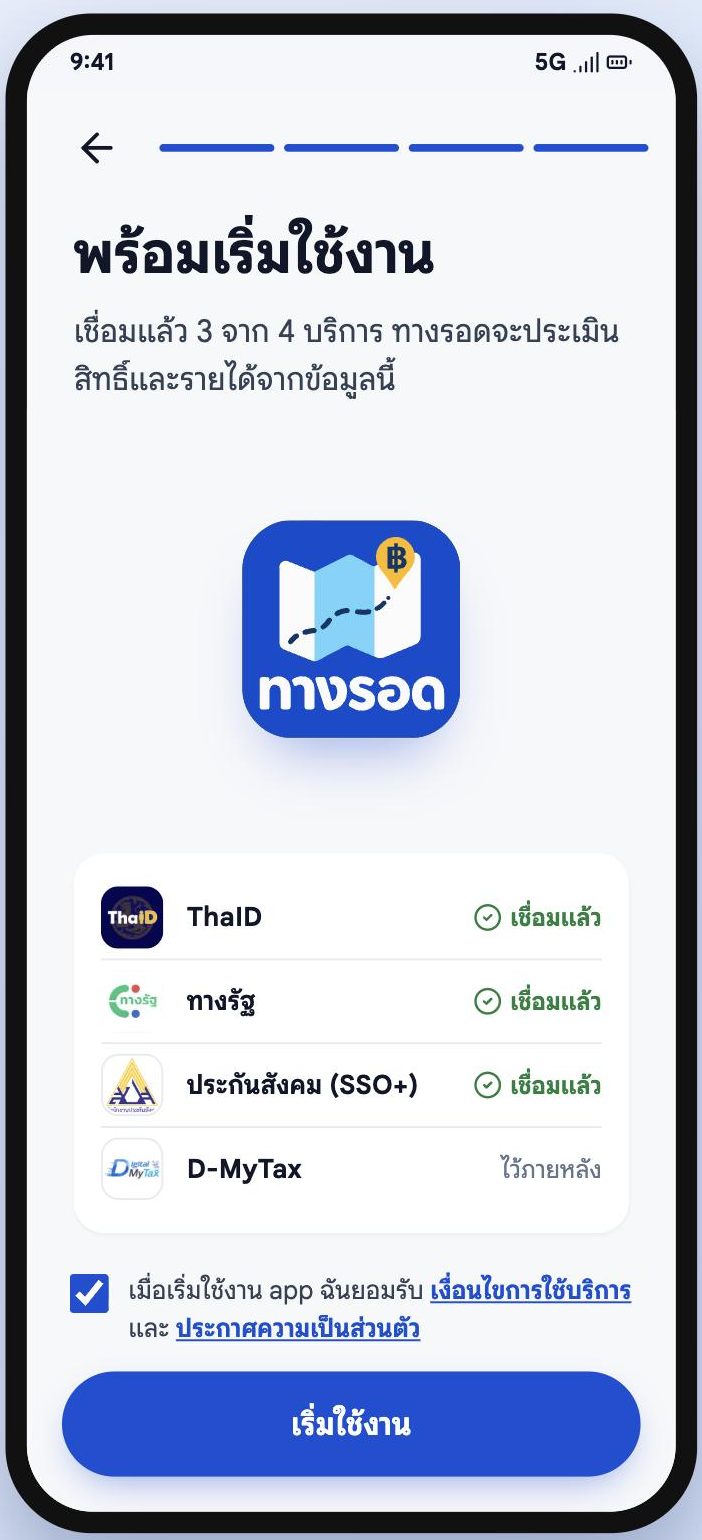 9:41
5G
พร้อมเริ่มใช้งาน
เชื่อมแล้ว 3 จาก 4 บริการ ทางรอดจะประเมิน
สิทธิ์และรายได้จากข้อมูลนี้
฿
ทางรอด
ThaiD
ThaID
เชื่อมแล้ว
ทางรัฐ
ทางรัฐ
เชื่อมแล้ว
ประกันสังคม (SSO+)
เชื่อมแล้ว
Digital
MyTax
D-MyTax
ไว้ภายหลัง
เมื่อเริ่มใช้งาน app ฉันยอมรับ เงื่อนไขการใช้บริการ
และ ประกาศความเป็นส่วนตัว
เริ่มใช้งาน